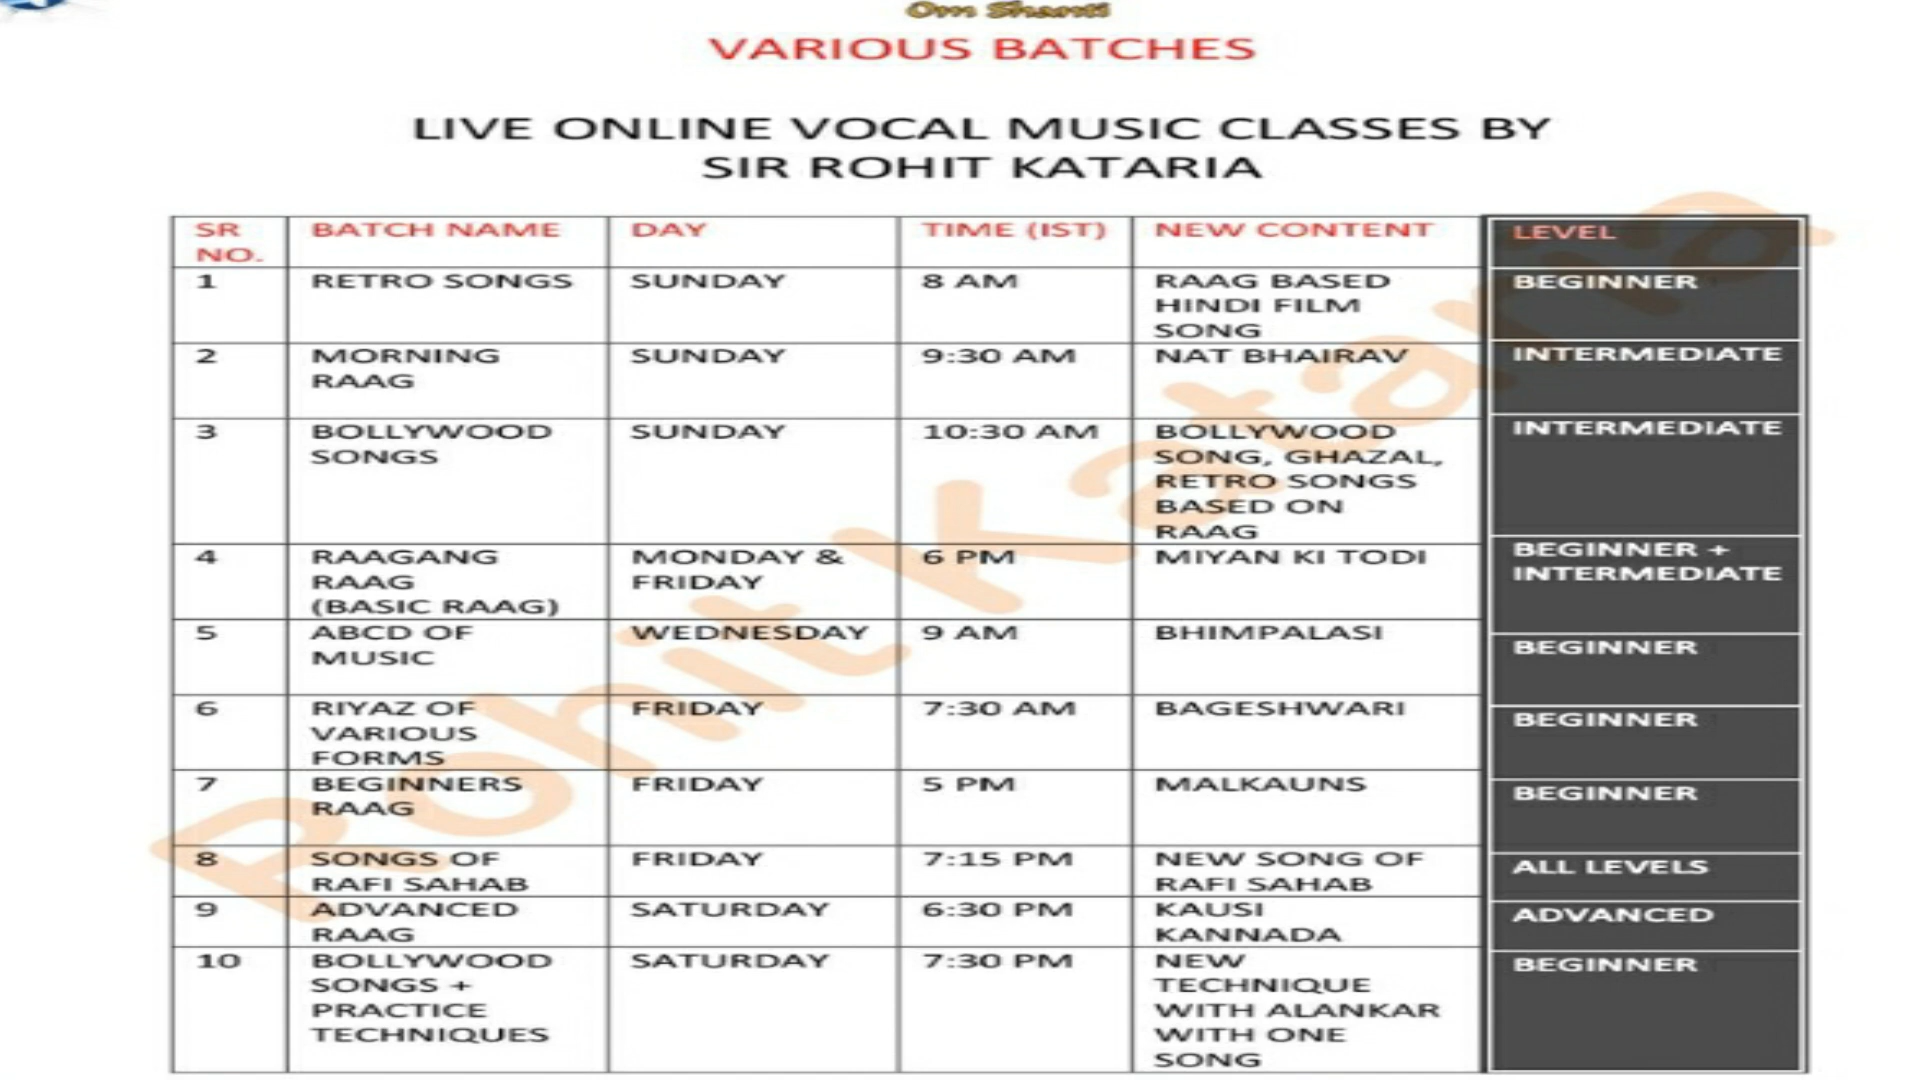 Om Shanti
VARIOUS BATCHES
LIVE ONLINE VOCAL MUSIC CLASSES BY
SIR ROHIT KATARIA
SR NO. BATCH NAME DAY TIME (IST) NEW CONTENT LEVEL
1 RETRO SONGS SUNDAY 8 AM RAAG BASED HINDI FILM SONG BEGINNER
2 MORNING RAAG SUNDAY 9:30 AM NAT BHAIRAV INTERMEDIATE
3 BOLLYWOOD SONGS SUNDAY 10:30 AM BOLLYWOOD SONG, GHAZAL, RETRO SONGS BASED ON RAAG INTERMEDIATE
4 RAAGANG RAAG (BASIC RAAG) MONDAY & FRIDAY 6 PM MIYAN KI TODI BEGINNER + INTERMEDIATE
5 ABCD OF MUSIC WEDNESDAY 9 AM BHIMPALASI BEGINNER
6 RIYAZ OF VARIOUS FORMS FRIDAY 7:30 AM BAGESHWARI BEGINNER
7 BEGINNERS RAAG FRIDAY 5 PM MALKAUNS BEGINNER
8 SONGS OF RAFI SAHAB FRIDAY 7:15 PM NEW SONG OF RAFI SAHAB ALL LEVELS
9 ADVANCED RAAG SATURDAY 6:30 PM KAUSI KANNADA ADVANCED
10 BOLLYWOOD SONGS + PRACTICE TECHNIQUES SATURDAY 7:30 PM NEW TECHNIQUE WITH ALANKAR WITH ONE SONG BEGINNER
Rohit Kataria